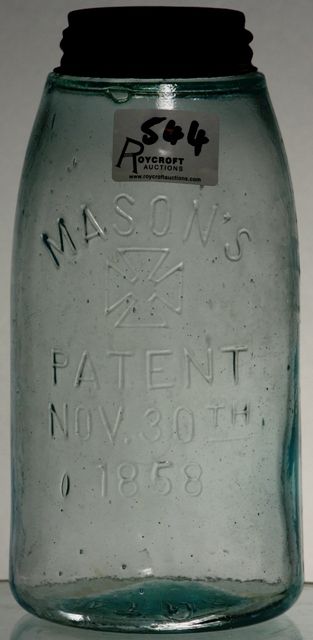 544
ROYCROFT
AUCTIONS
www.roycroftauctions.com
MASON'S
PATENT
NOV. 30TH
1858